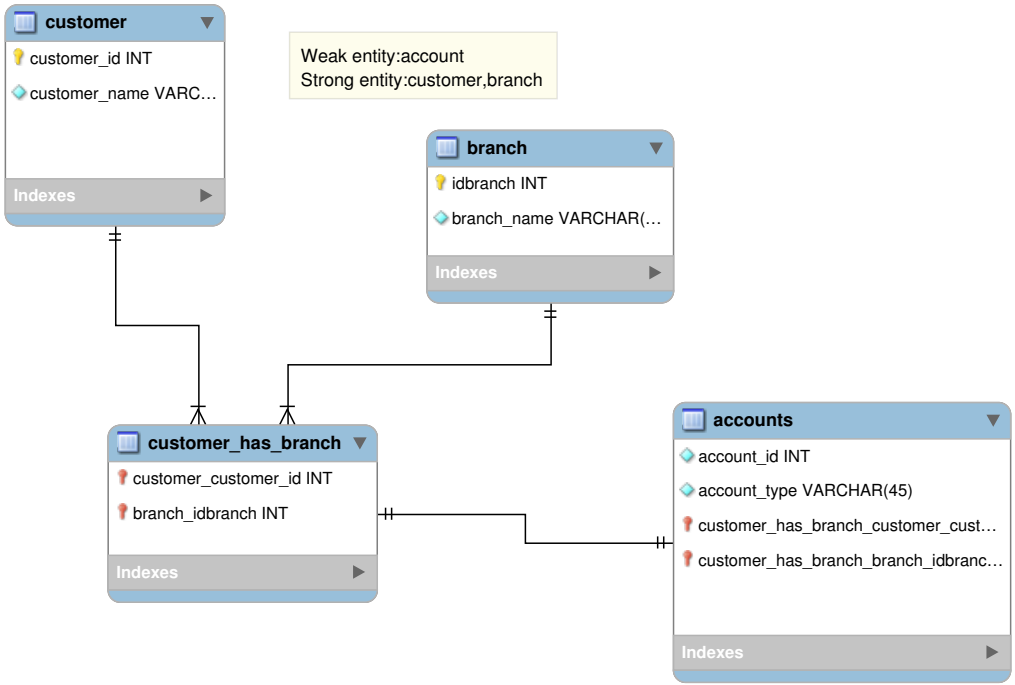 customer
customer_id INT
customer_name VARC...
Indexes
Weak entity:account
Strong entity:customer,branch
branch
idbranch INT
branch_name VARCHAR(...
Indexes
customer_has_branch
customer_customer_id INT
branch_idbranch INT
Indexes
accounts
account_id INT
account_type VARCHAR(45)
customer_has_branch_customer_cust...
customer_has_branch_branch_idbranc...
Indexes